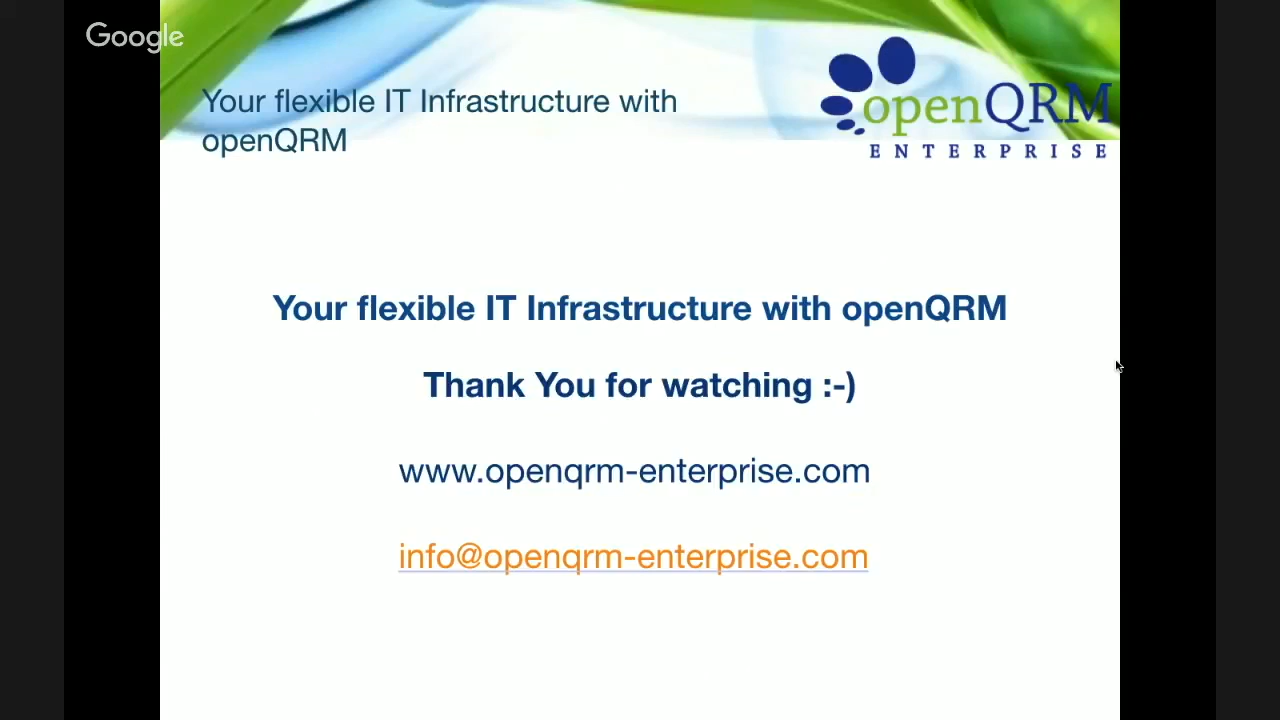 Google
Your flexible IT Infrastructure with
openQRM
openQRM
ENTERPRISE
Your flexible IT Infrastructure with openQRM
Thank You for watching :-)
www.openqrm-enterprise.com
info@openqrm-enterprise.com